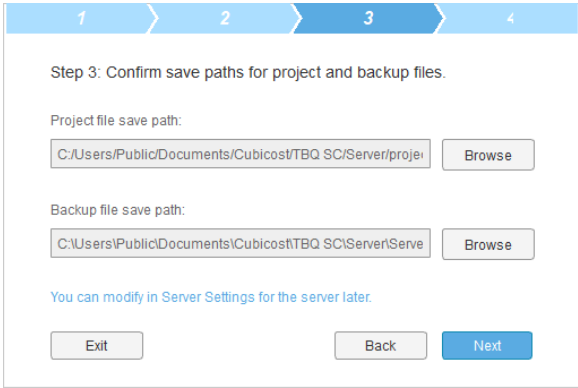 1 2 3 4
Step 3: Confirm save paths for project and backup files.
Project file save path:
C:/Users/Public/Documents/Cubicost/TBQ SC/Server/projec
Browse
Backup file save path:
C:\Users\Public\Documents\Cubicost\TBQ SC\Server\Serve
Browse
You can modify in Server Settings for the server later.
Exit Back Next